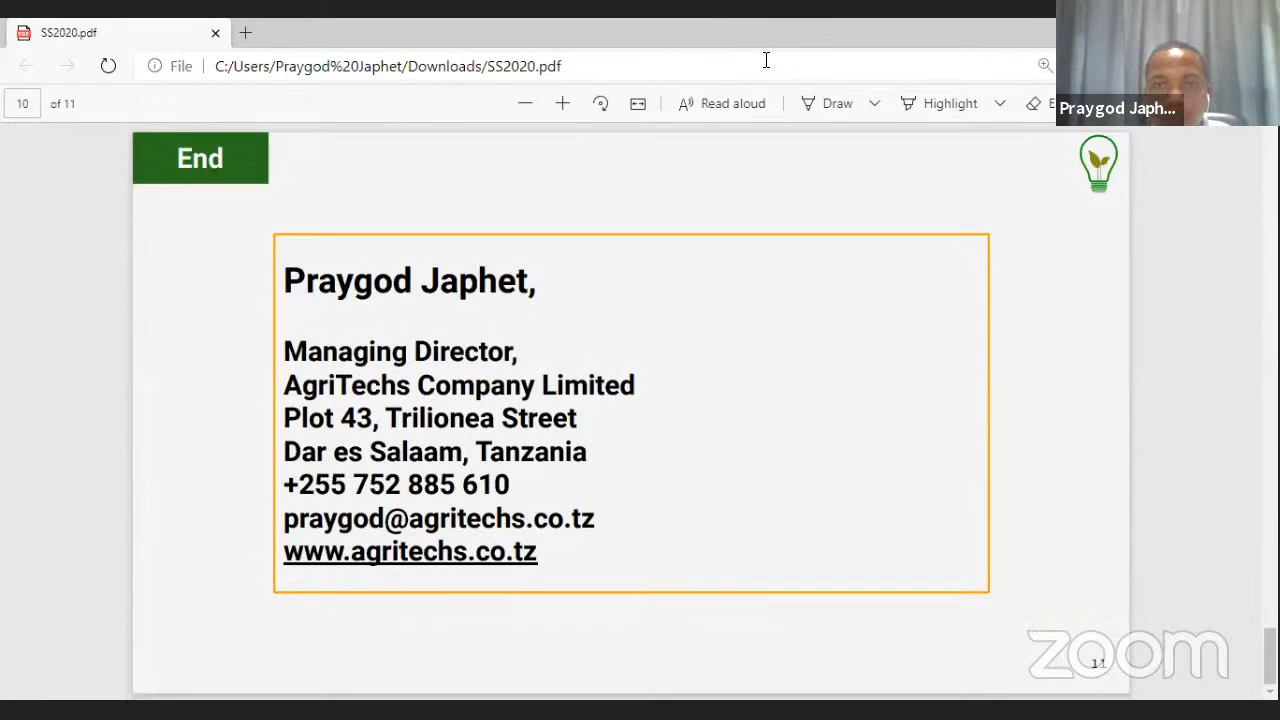 SS2020.pdf
File
C:/Users/Praygod%20Japhet/Downloads/SS2020.pdf
10 of 11
Read aloud
Draw
Highlight
Praygod Japh...
End
Praygod Japhet,
Managing Director,
AgriTechs Company Limited
Plot 43, Trilionea Street
Dar es Salaam, Tanzania
+255 752 885 610
praygod@agritechs.co.tz
www.agritechs.co.tz
zoom
11